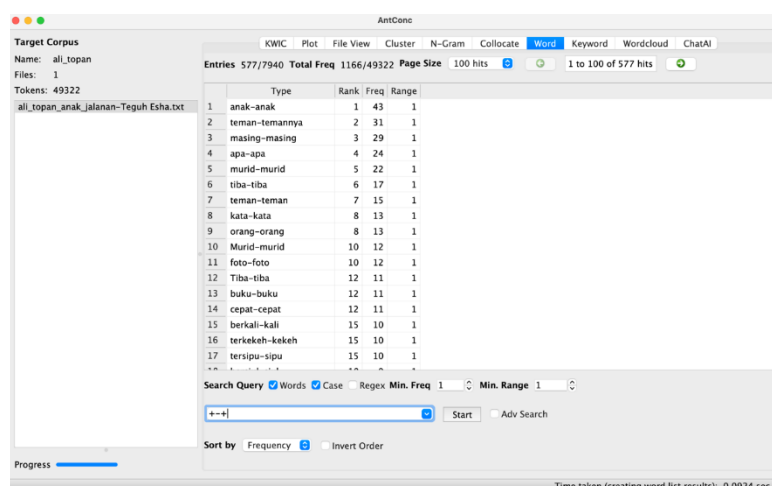 AntConc
Target Corpus
Name: ali_topan
Files: 1
Tokens: 49322
ali_topan_anak_jalanan-Teguh Esha.txt
Progress
KWIC Plot File View Cluster N-Gram Collocate Word Keyword Wordcloud ChatAI
Entries 577/7940 Total Freq 1166/49322 Page Size 100 hits 1 to 100 of 577 hits
Type Rank Freq Range
1 anak-anak 1 43 1
2 teman-temannya 2 31 1
3 masing-masing 3 29 1
4 apa-apa 4 24 1
5 murid-murid 5 22 1
6 tiba-tiba 6 17 1
7 teman-teman 7 15 1
8 kata-kata 8 13 1
9 orang-orang 8 13 1
10 Murid-murid 10 12 1
11 foto-foto 10 12 1
12 Tiba-tiba 12 11 1
13 buku-buku 12 11 1
14 cepat-cepat 12 11 1
15 berkali-kali 15 10 1
16 terkekeh-kekeh 15 10 1
17 tersipu-sipu 15 10 1
Search Query Words Case Regex Min. Freq 1 Min. Range 1
+-+
Start Adv Search
Sort by Frequency Invert Order
Time taken (creating word list results):